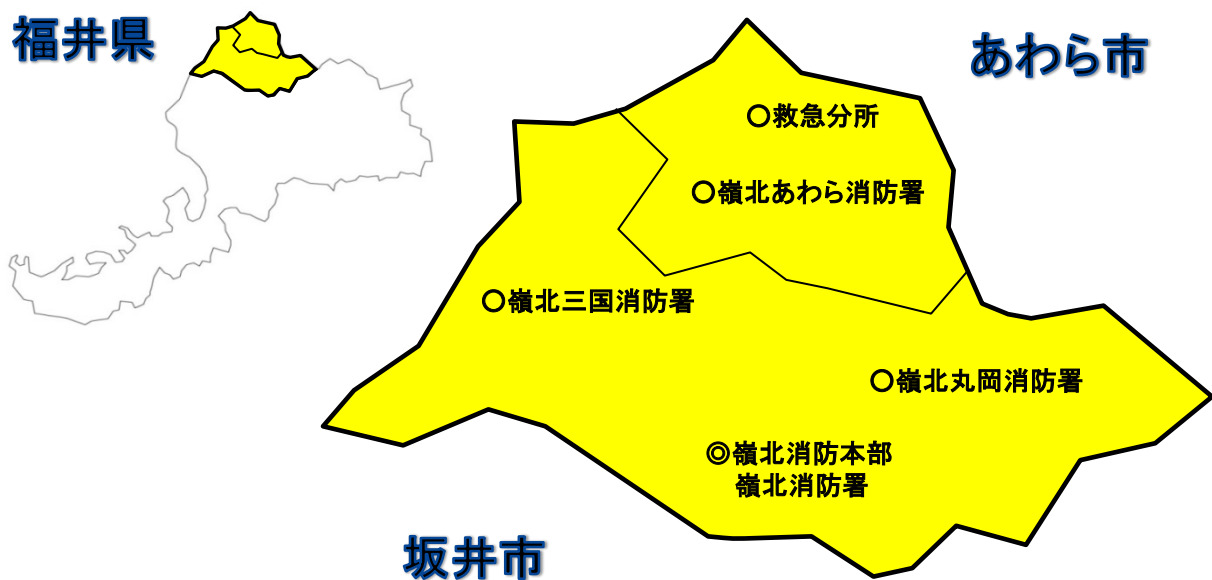 福井県
あわら市
○救急分所
○嶺北あわら消防署
○嶺北三国消防署
○嶺北丸岡消防署
◎嶺北消防本部
嶺北消防署
坂井市